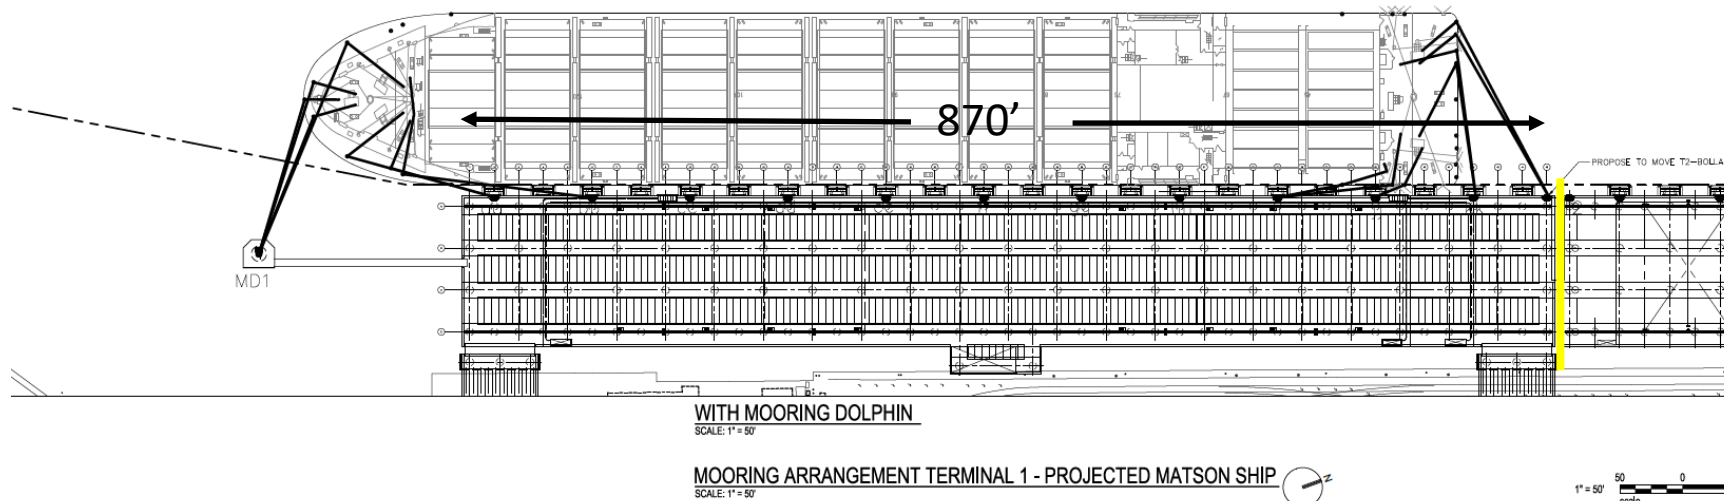 870'
PROPOSE TO MOVE T2-BOLLA
MD1
WITH MOORING DOLPHIN
SCALE: 1" = 50'
MOORING ARRANGEMENT TERMINAL 1 - PROJECTED MATSON SHIP
SCALE: 1" = 50'
N
1" = 50'
50
0
scale